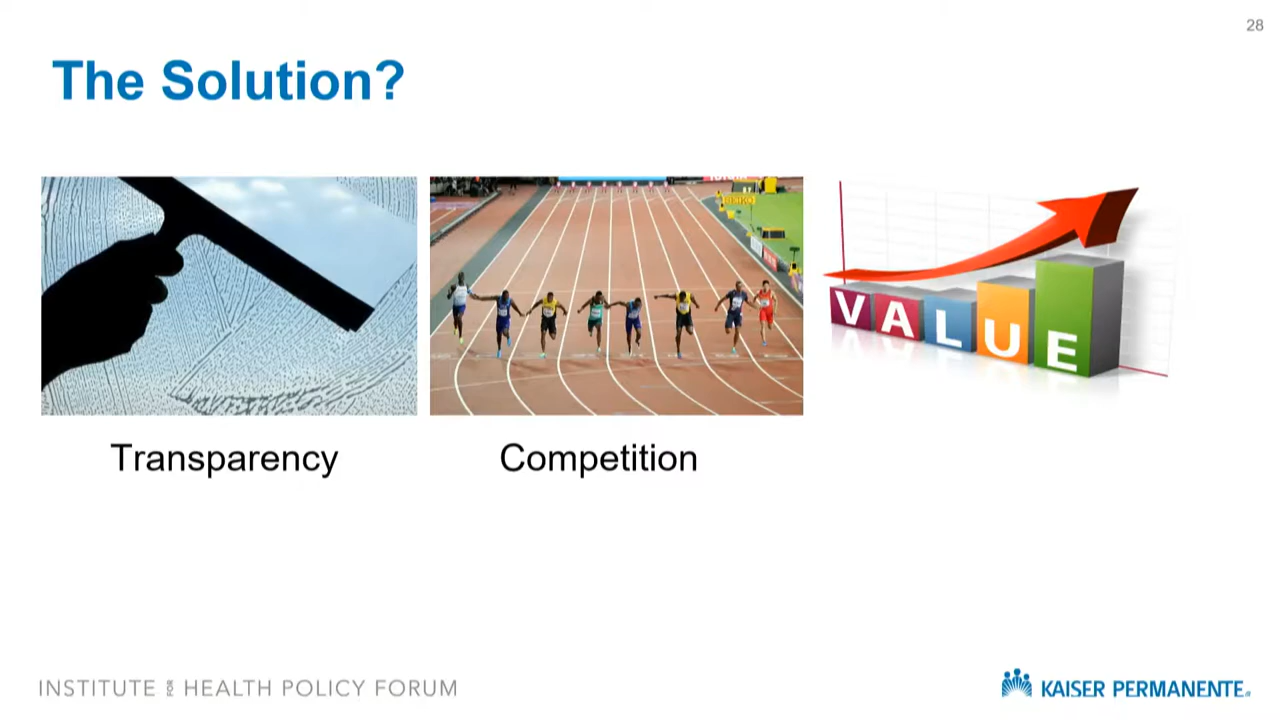 28
The Solution?
VALUE
Transparency
Competition
INSTITUTE FOR HEALTH POLICY FORUM
KAISER PERMANENTE®